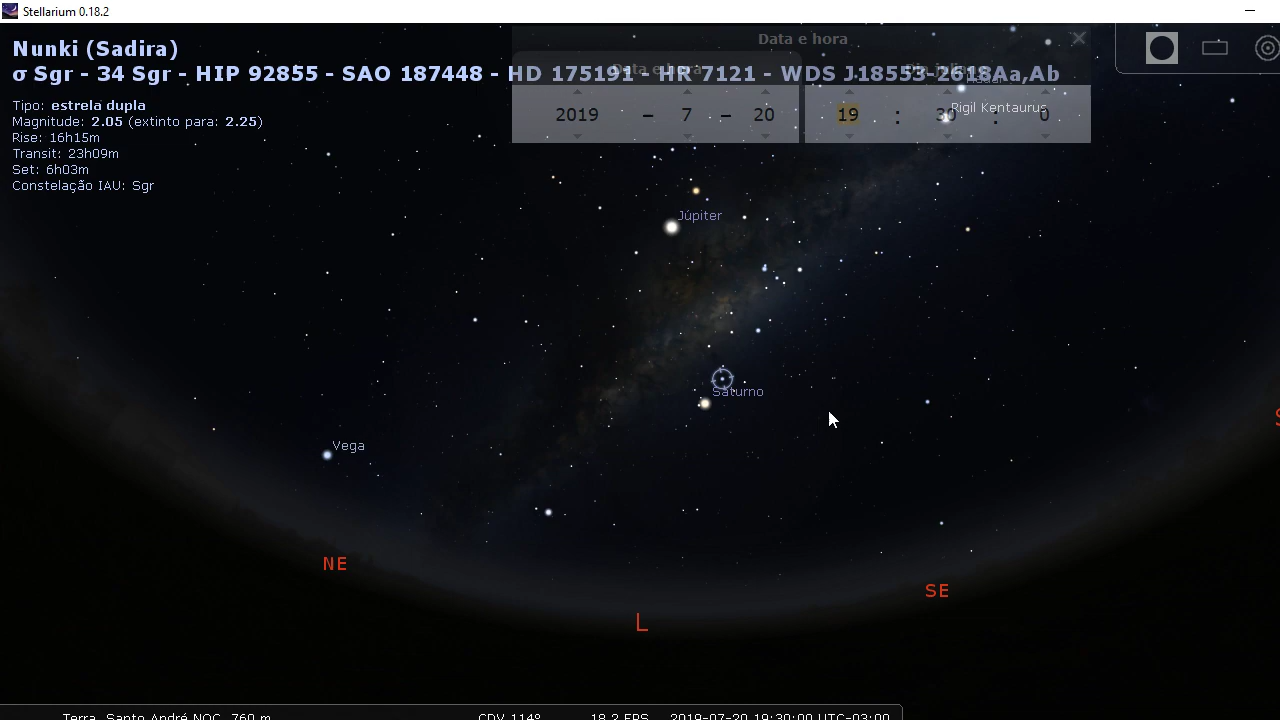 Stellarium 0.18.2
Nunki (Sadira)
Data e hora
σ Sgr - 34 Sgr - HIP 92855 - SAO 187448 - HD 175191 - HR 7121 - WDS J18553-2618Aa,Ab
Tipo: estrela dupla
Magnitude: 2.05 (extinto para: 2.25)
Rise: 16h15m
Transit: 23h09m
Set: 6h03m
Constelação IAU: Sgr
2019 - 7 - 20 19 : 30 : 0
Rigil Kentaurus
Júpiter
Saturno
Vega
NE
SE
L
S
Terra, Santo André NOC, 760 m CDV 114° 18.2 FPS 2019-07-20 19:30:00 UTC-03:00